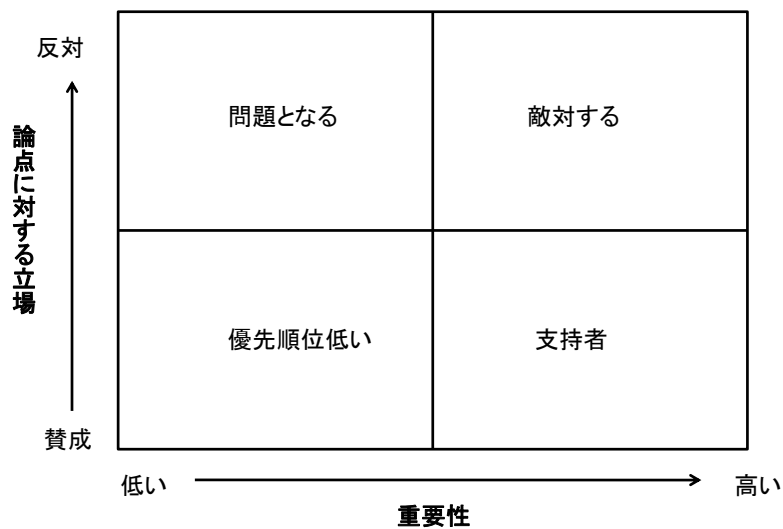 反対
問題となる
敵対する
論点に対する立場
優先順位低い
支持者
賛成
低い
高い
重要性